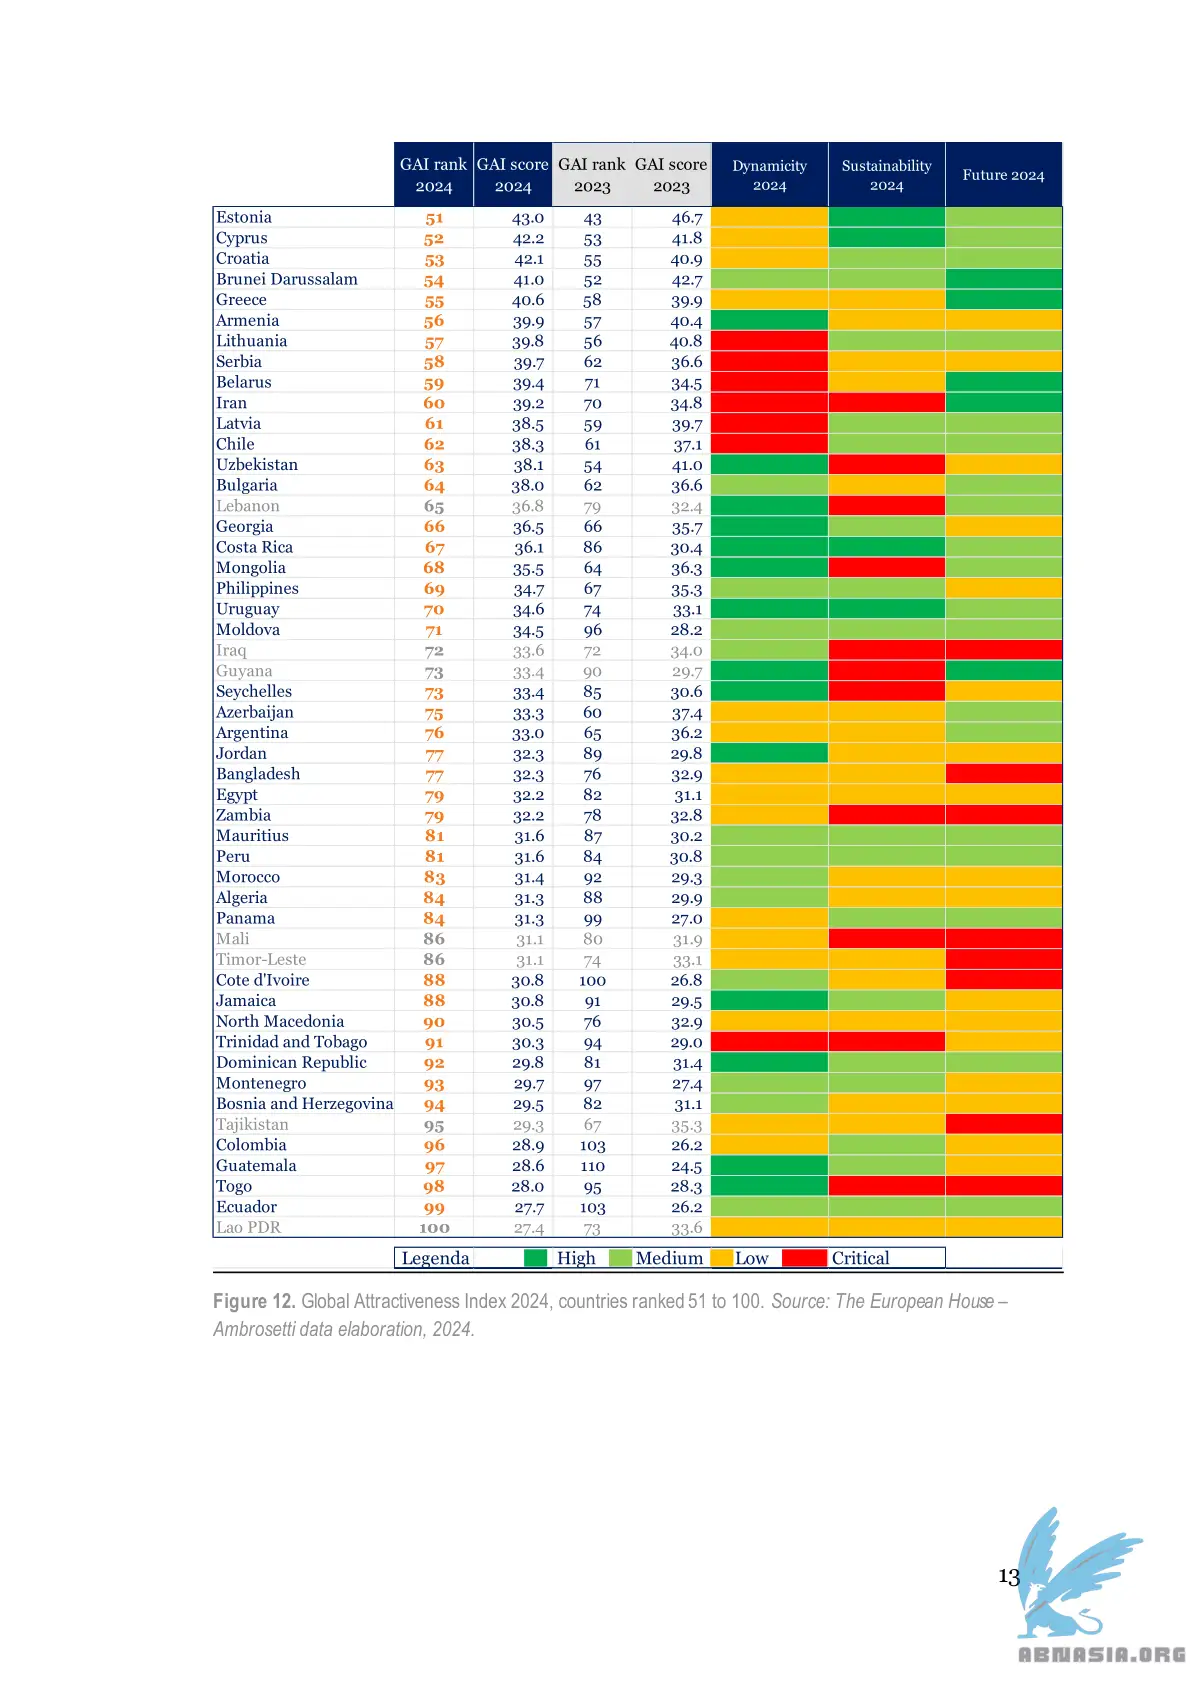 GAI rank 2024 GAI score 2024 GAI rank 2023 GAI score 2023 Dynamicity 2024 Sustainability 2024 Future 2024
Estonia 51 43.0 43 46.7
Cyprus 52 42.2 53 41.8
Croatia 53 42.1 55 40.9
Brunei Darussalam 54 41.0 52 42.7
Greece 55 40.6 58 39.9
Armenia 56 39.9 57 40.4
Lithuania 57 39.8 56 40.8
Serbia 58 39.7 62 36.6
Belarus 59 39.4 71 34.5
Iran 60 39.2 70 34.8
Latvia 61 38.5 59 39.7
Chile 62 38.3 61 37.1
Uzbekistan 63 38.1 54 41.0
Bulgaria 64 38.0 62 36.6
Lebanon 65 36.8 79 32.4
Georgia 66 36.5 66 35.7
Costa Rica 67 36.1 86 30.4
Mongolia 68 35.5 64 36.3
Philippines 69 34.7 67 35.3
Uruguay 70 34.6 74 33.1
Moldova 71 34.5 96 28.2
Iraq 72 33.6 72 34.0
Guyana 73 33.4 90 29.7
Seychelles 73 33.4 85 30.6
Azerbaijan 75 33.3 60 37.4
Argentina 76 33.0 65 36.2
Jordan 77 32.3 89 29.8
Bangladesh 77 32.3 76 32.9
Egypt 79 32.2 82 31.1
Zambia 79 32.2 78 32.8
Mauritius 81 31.6 87 30.2
Peru 81 31.6 84 30.8
Morocco 83 31.4 92 29.3
Algeria 84 31.3 88 29.9
Panama 84 31.3 99 27.0
Mali 86 31.1 80 31.9
Timor-Leste 86 31.1 74 33.1
Cote d'Ivoire 88 30.8 100 26.8
Jamaica 88 30.8 91 29.5
North Macedonia 90 30.5 76 32.9
Trinidad and Tobago 91 30.3 94 29.0
Dominican Republic 92 29.8 81 31.4
Montenegro 93 29.7 97 27.4
Bosnia and Herzegovina 94 29.5 82 31.1
Tajikistan 95 29.3 67 35.3
Colombia 96 28.9 103 26.2
Guatemala 97 28.6 110 24.5
Togo 98 28.0 95 28.3
Ecuador 99 27.7 103 26.2
Lao PDR 100 27.4 73 33.6
Legenda High Medium Low Critical
Figure 12. Global Attractiveness Index 2024, countries ranked 51 to 100. Source: The European House –
Ambrosetti data elaboration, 2024.
13
ABNASIA.ORG